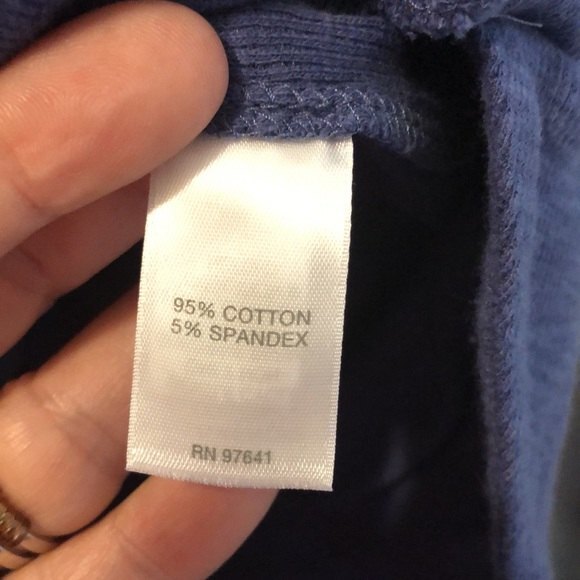 95% COTTON
5% SPANDEX
RN 97641